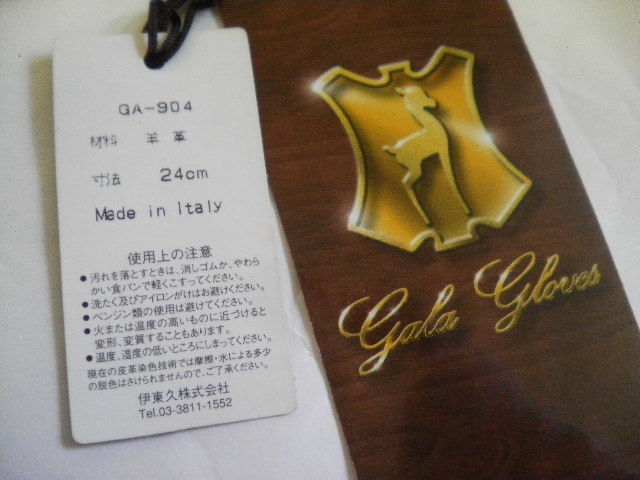 GA-904
材料 羊革
寸法 24cm
Made in Italy
使用上の注意
●汚れを落とすときは、消しゴムか、やわら
かい食パンで軽くこすってください。
●洗たく及びアイロンがけはお避けください。
●ベンジン類の使用は避けてください。
●火または温度の高いものに近づけると
変形、変質することもあります。
●温度、湿度の低いところにしまってください。
現在の皮革染色技術では摩擦・水による多少
の脱色はさけられませんので、ご了承ください。
伊東久株式会社
Tel.03-3811-1552
Gala Gloves